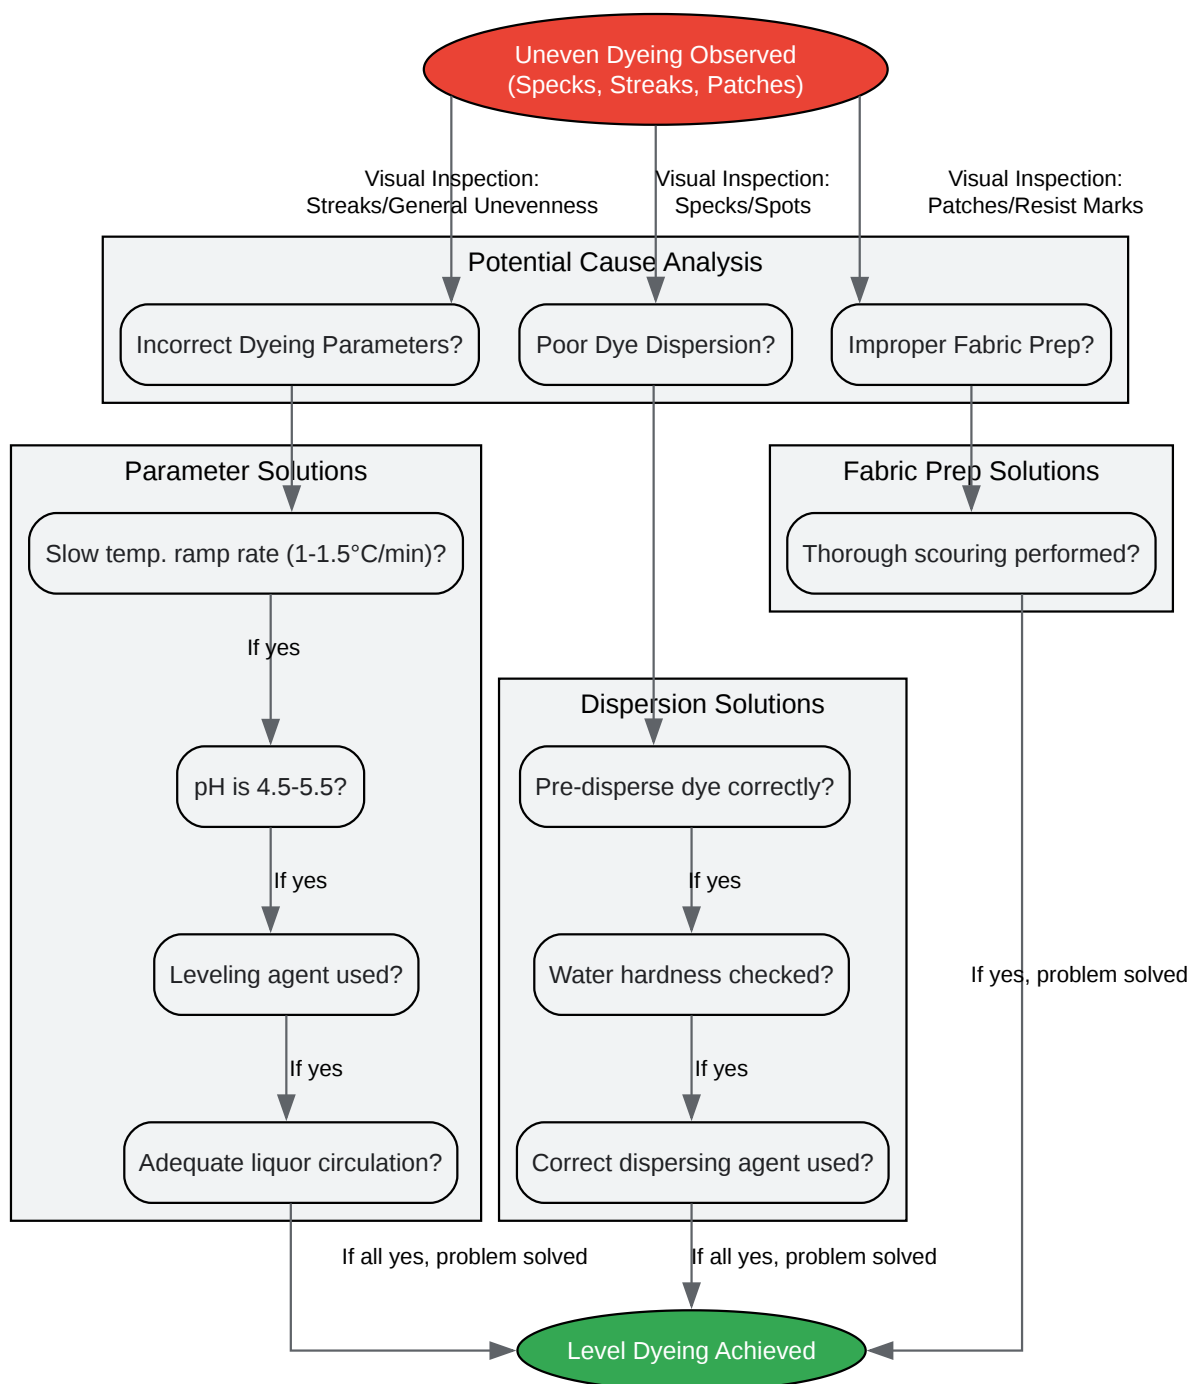 Uneven Dyeing Observed
(Specks, Streaks, Patches)
Visual Inspection:
Streaks/General Unevenness
Visual Inspection:
Specks/Spots
Visual Inspection:
Patches/Resist Marks
Potential Cause Analysis
Incorrect Dyeing Parameters?
Poor Dye Dispersion?
Improper Fabric Prep?
Parameter Solutions
Slow temp. ramp rate (1-1.5°C/min)?
If yes
pH is 4.5-5.5?
If yes
Leveling agent used?
If yes
Adequate liquor circulation?
If all yes, problem solved
Dispersion Solutions
Pre-disperse dye correctly?
If yes
Water hardness checked?
If yes
Correct dispersing agent used?
If all yes, problem solved
Fabric Prep Solutions
Thorough scouring performed?
If yes, problem solved
Level Dyeing Achieved